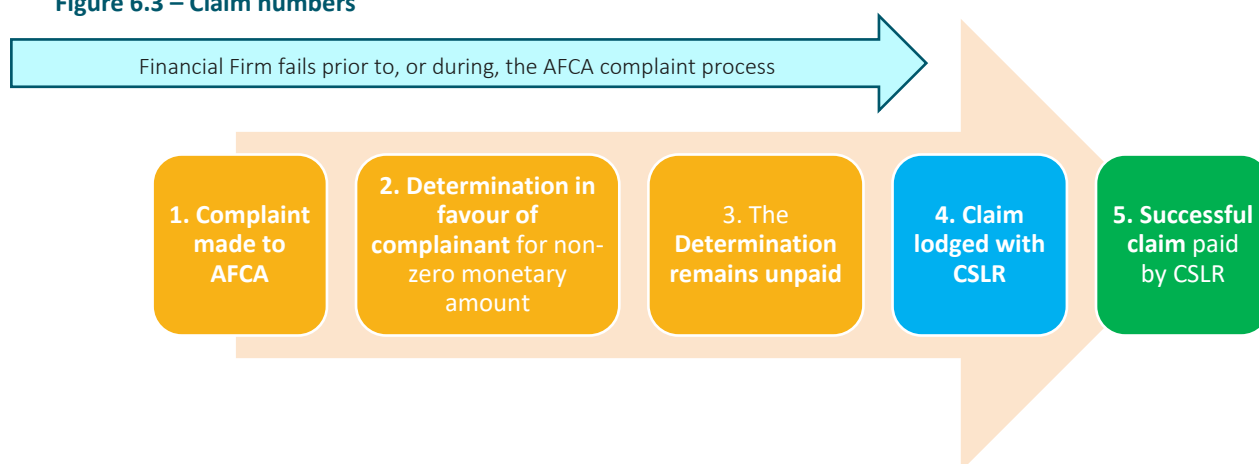 Figure 6.3 – Claim numbers
Financial Firm fails prior to, or during, the AFCA complaint process
1. Complaint
made to
AFCA
2. Determination in
favour of
complainant for non-
zero monetary
amount
3. The
Determination
remains unpaid
4. Claim
lodged with
CSLR
5. Successful
claim paid
by CSLR